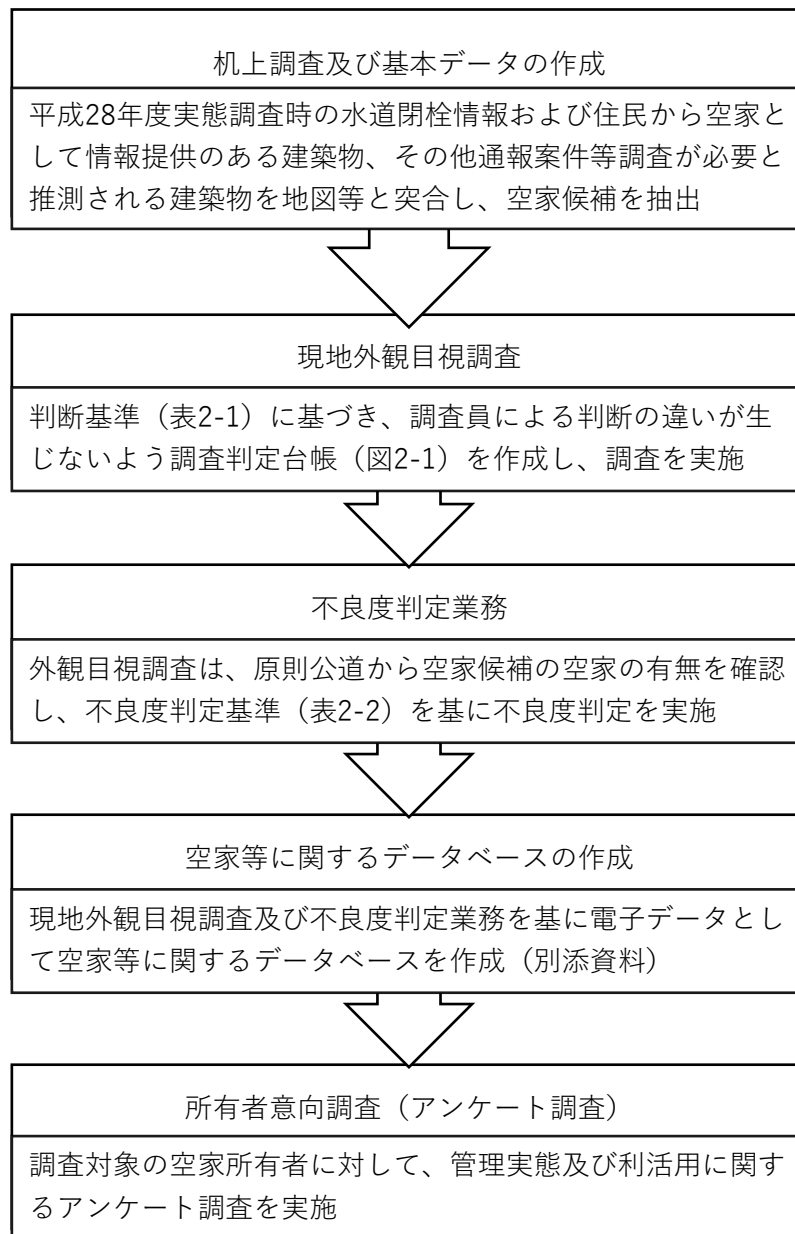 机上調査及び基本データの作成
平成28年度実態調査時の水道閉栓情報および住民から空家と
して情報提供のある建築物、その他通報案件等調査が必要と
推測される建築物を地図等と突合し、空家候補を抽出
現地外観目視調査
判断基準（表2-1）に基づき、調査員による判断の違いが生
じないよう調査判定台帳（図2-1）を作成し、調査を実施
不良度判定業務
外観目視調査は、原則公道から空家候補の空家の有無を確認
し、不良度判定基準（表2-2）を基に不良度判定を実施
空家等に関するデータベースの作成
現地外観目視調査及び不良度判定業務を基に電子データとし
て空家等に関するデータベースを作成（別添資料）
所有者意向調査（アンケート調査）
調査対象の空家所有者に対して、管理実態及び利活用に関す
るアンケート調査を実施